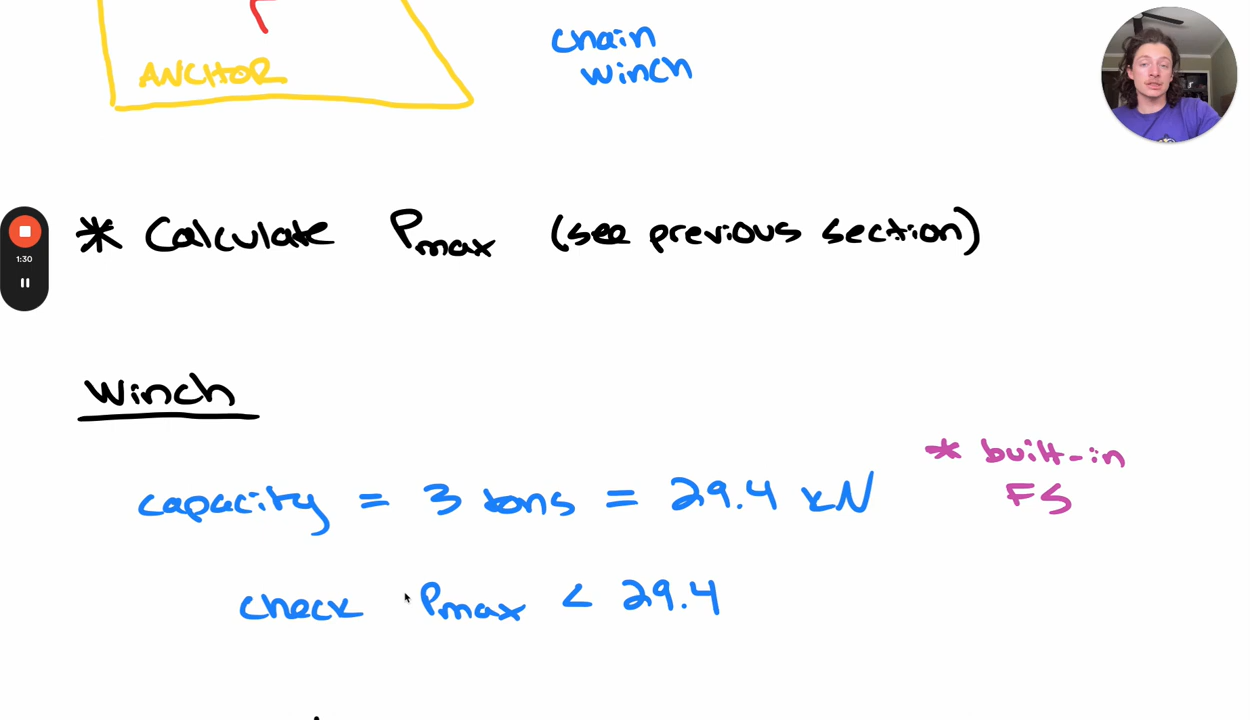 chain
winch
ANCHOR
* Calculate Pmax (see previous section)
1:30
Winch
* built-in
FS
capacity = 3 tons = 29.4 kN
check Pmax < 29.4